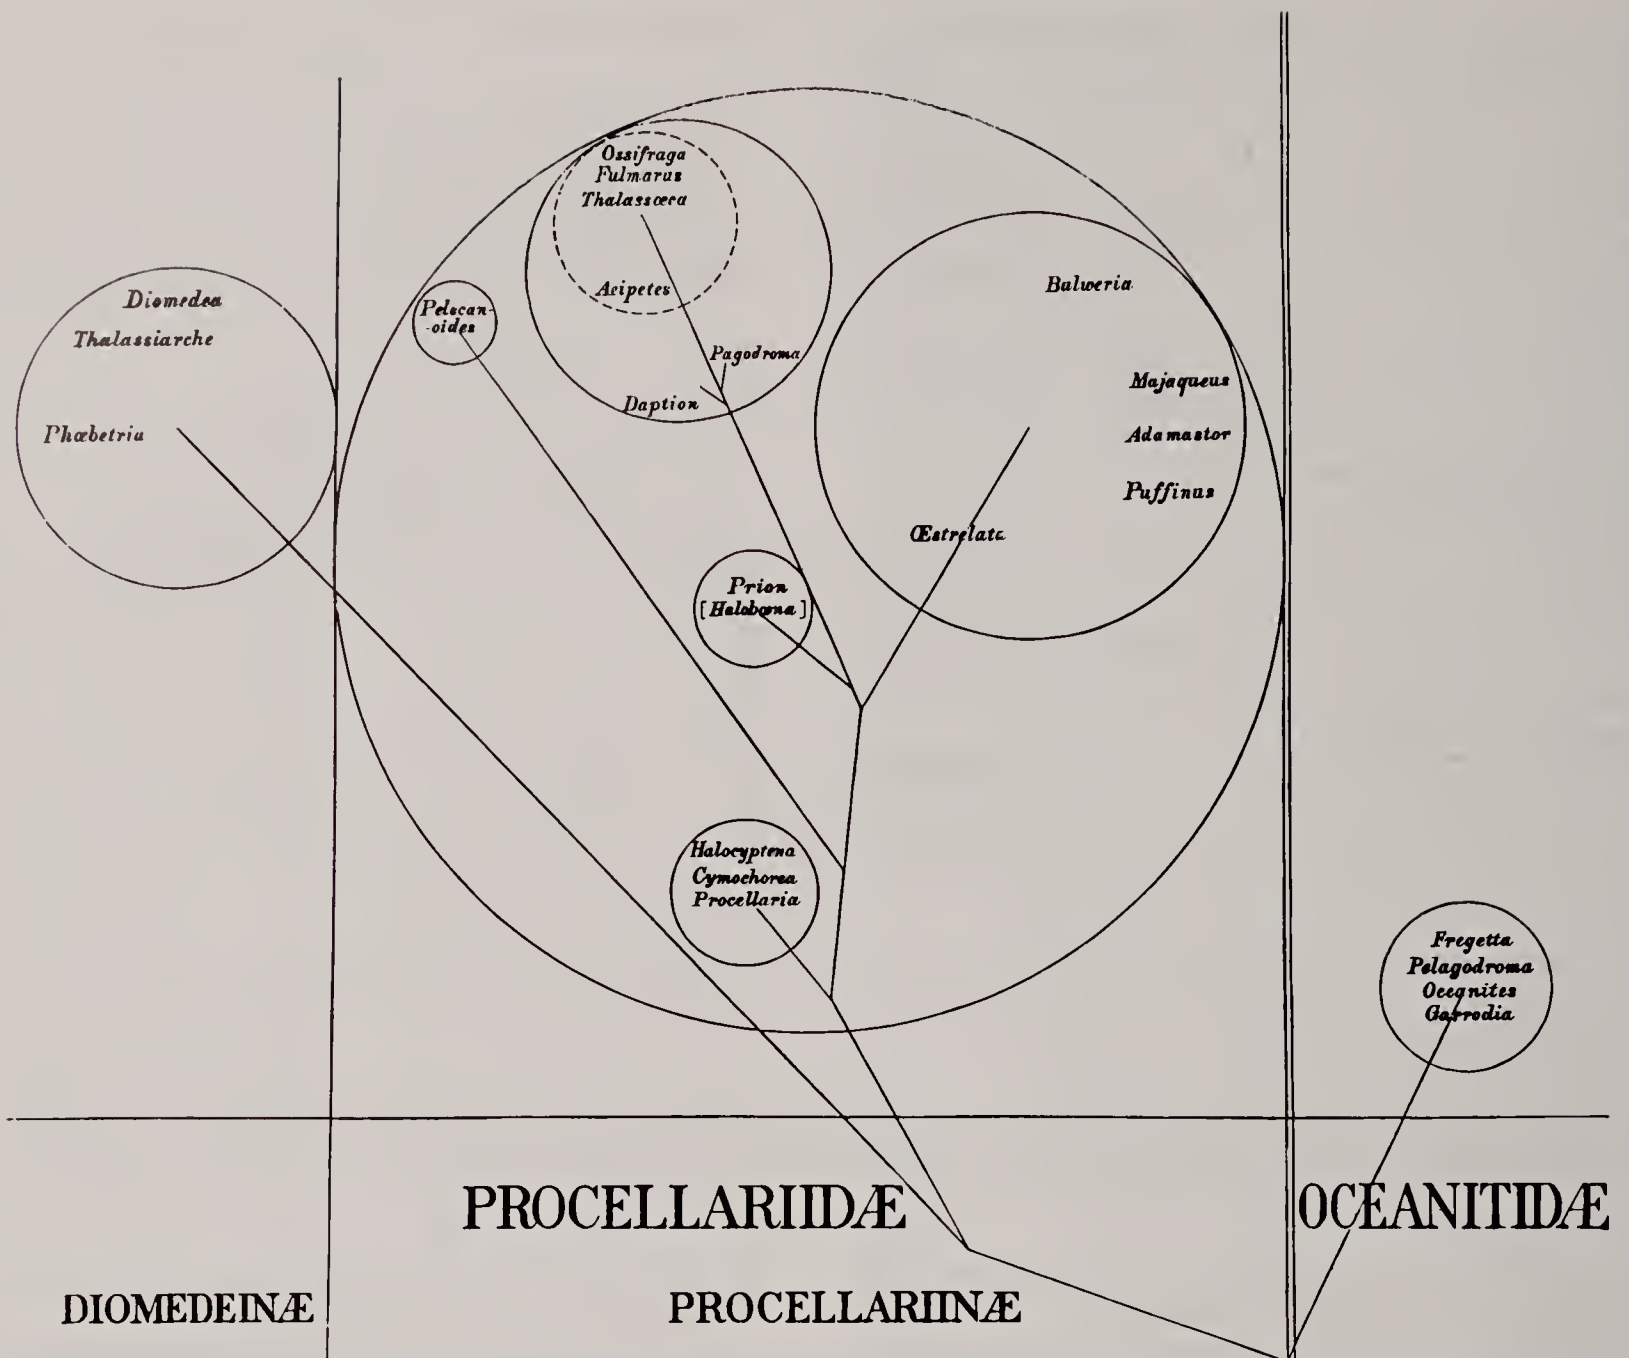 Ossifraga
Fulmarus
Thalassœca
Acipetes
Pagodroma
Daption
Pelecan-
-oides
Diomedea
Thalassiarche
Phœbetria
Bulweria
Majaqueus
Adamastor
Puffinus
Œstrelata
Prion
[Halobœna]
Halocyptena
Cymochorea
Procellaria
Fregetta
Pelagodroma
Oceanites
Garrodia
PROCELLARIIDÆ
OCEANITIDÆ
DIOMEDEINÆ
PROCELLARIINÆ